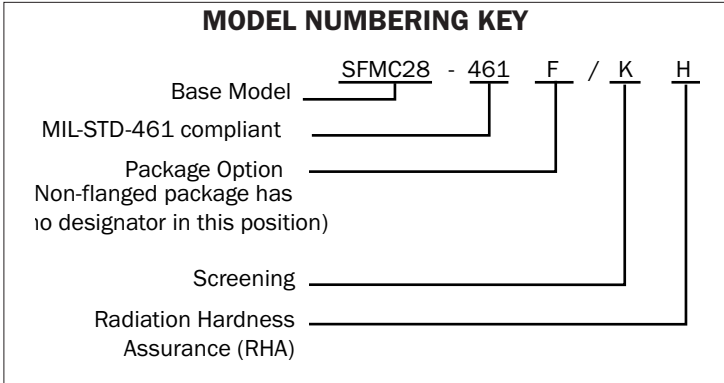 MODEL NUMBERING KEY
SFMC28 - 461 F / K H
Base Model
MIL-STD-461 compliant
Package Option
Non-flanged package has
no designator in this position)
Screening
Radiation Hardness
Assurance (RHA)